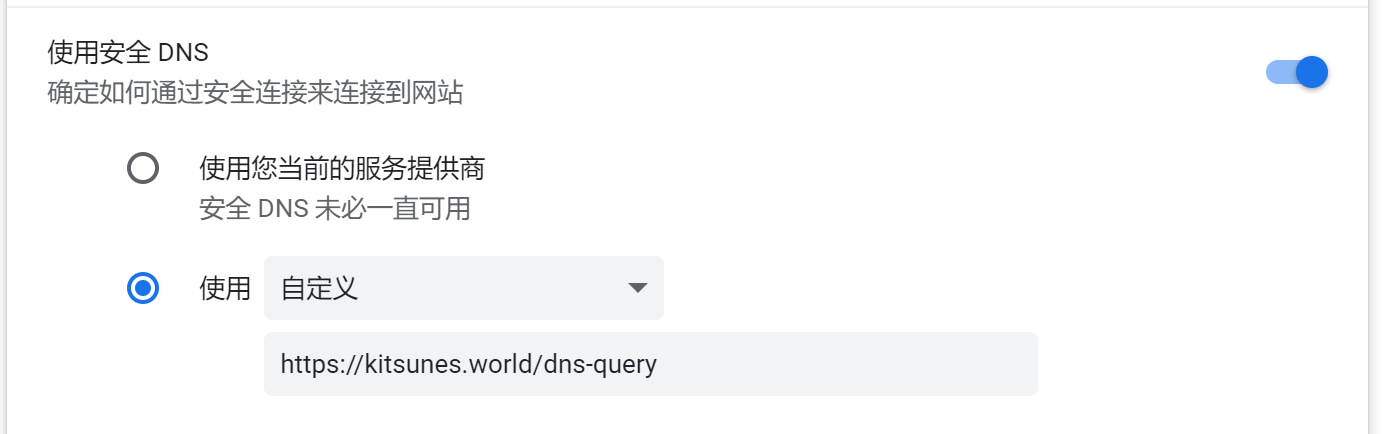 使用安全 DNS
确定如何通过安全连接来连接到网站
使用您当前的服务提供商
安全 DNS 未必一直可用
使用 自定义
https://kitsunes.world/dns-query